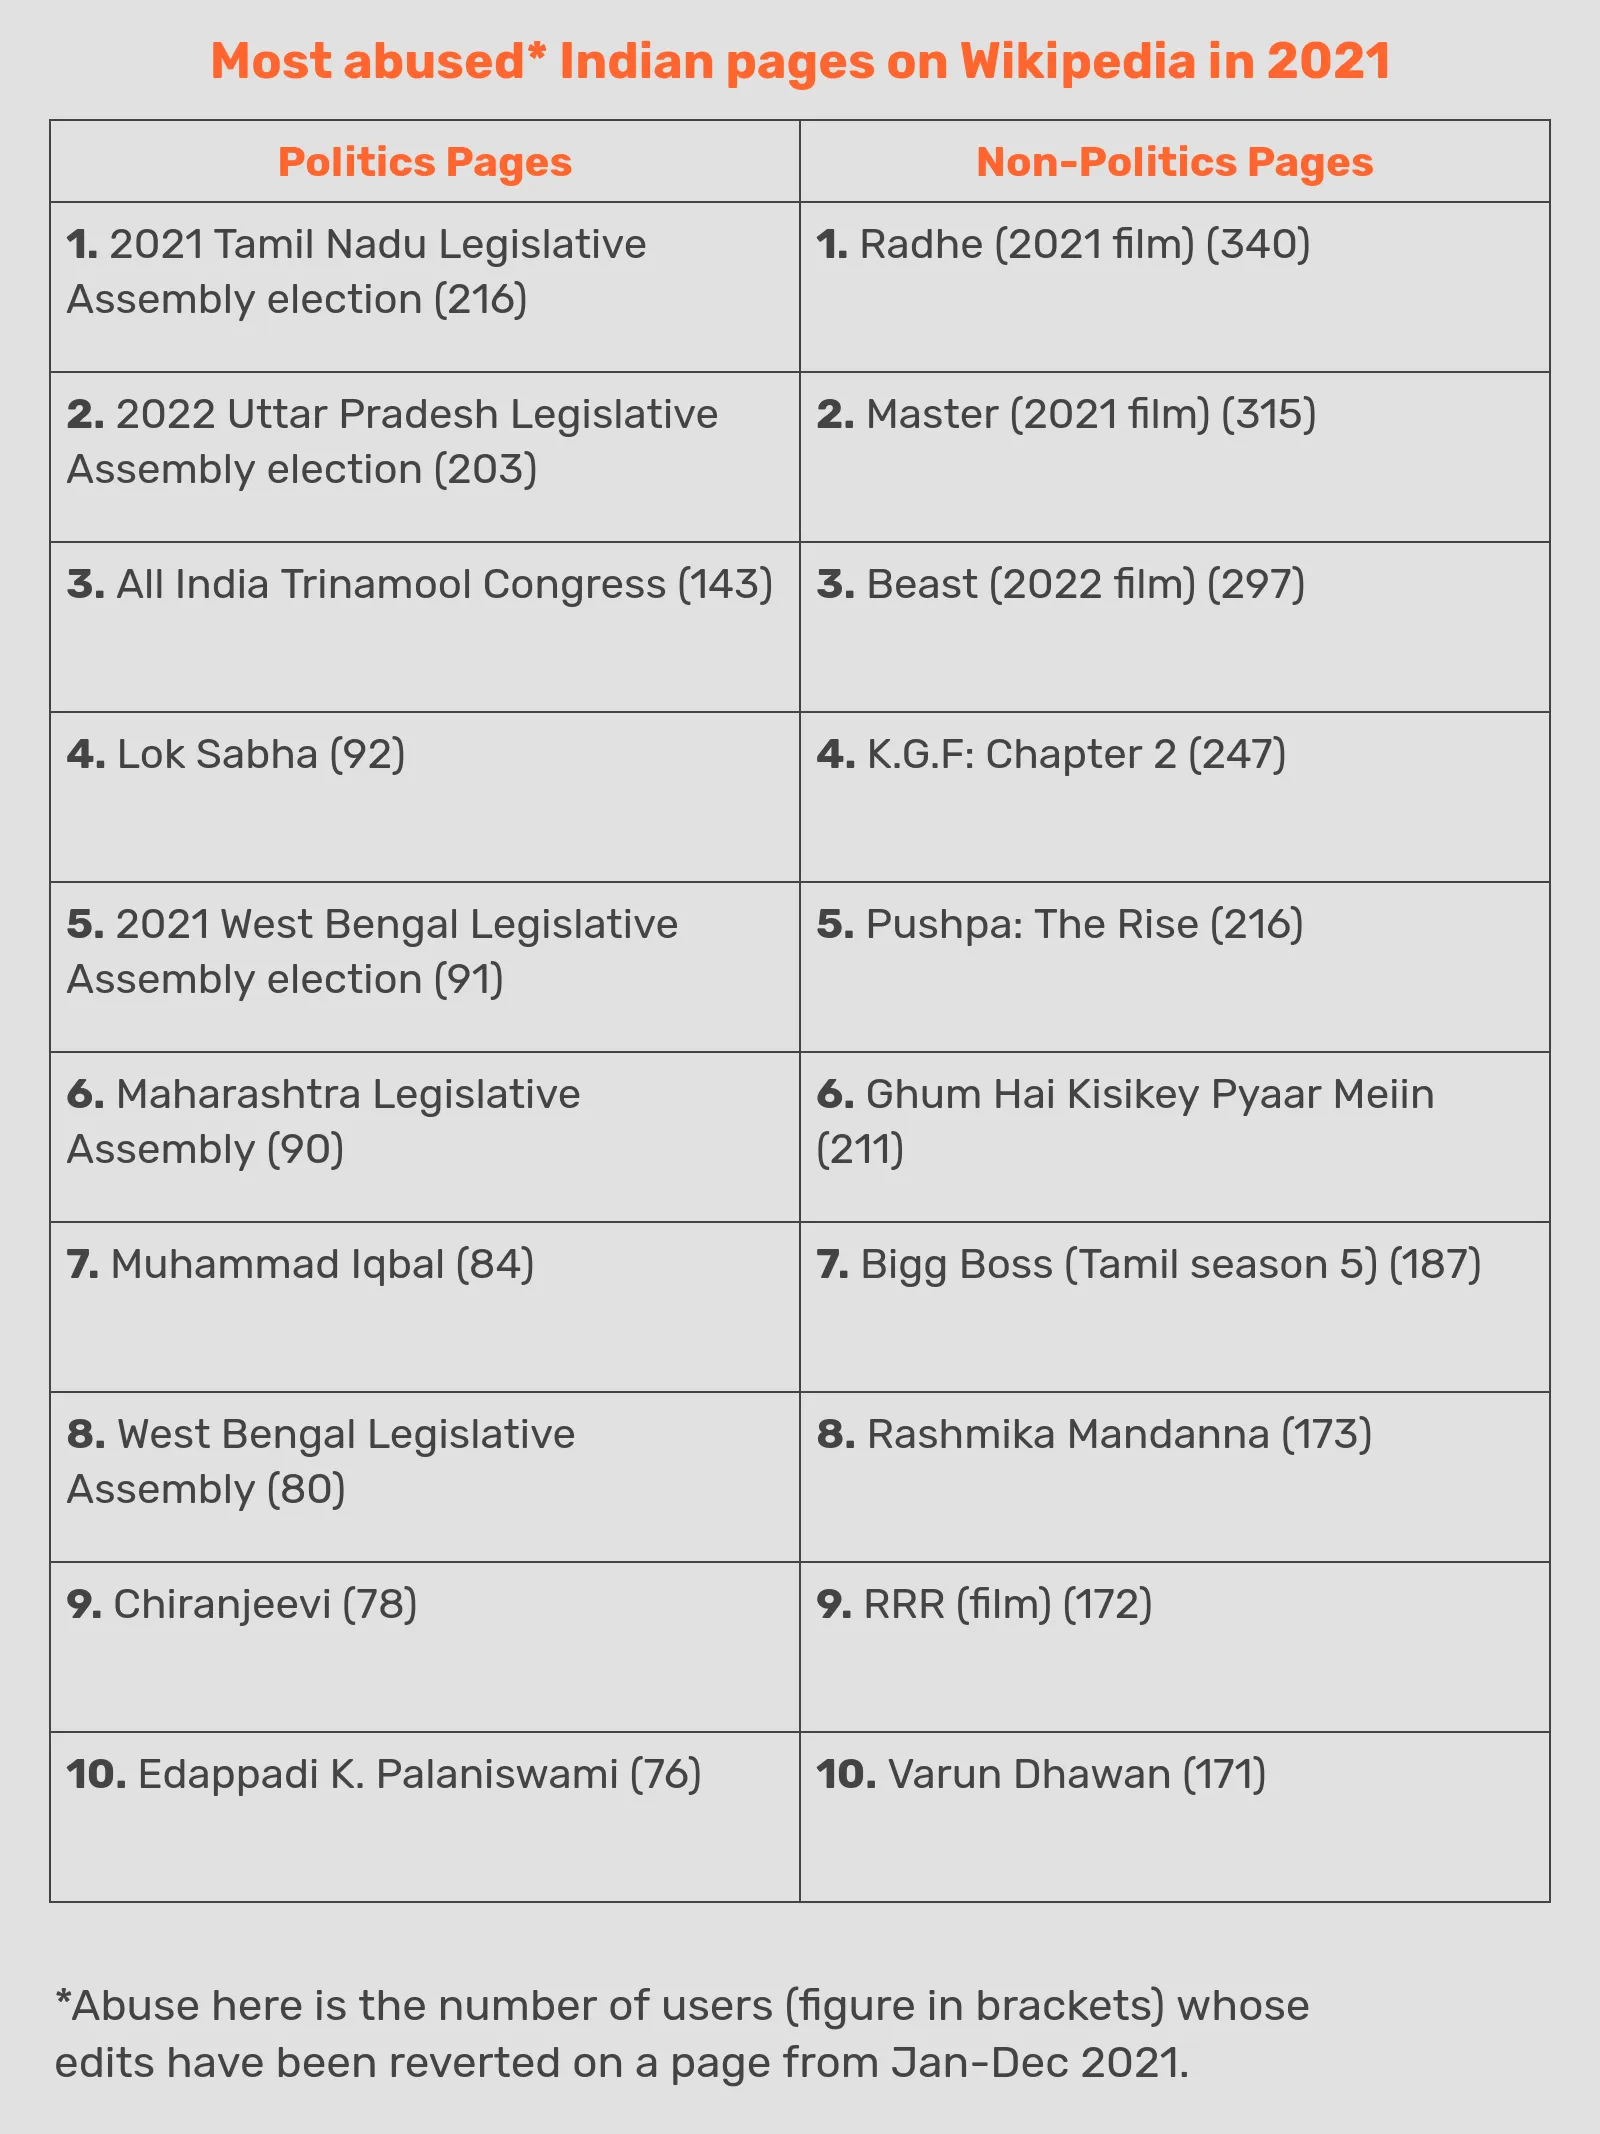 Most abused* Indian pages on Wikipedia in 2021
Politics Pages
Non-Politics Pages
1. 2021 Tamil Nadu Legislative
Assembly election (216)
1. Radhe (2021 film) (340)
2. 2022 Uttar Pradesh Legislative
Assembly election (203)
2. Master (2021 film) (315)
3. All India Trinamool Congress (143)
3. Beast (2022 film) (297)
4. Lok Sabha (92)
4. K.G.F: Chapter 2 (247)
5. 2021 West Bengal Legislative
Assembly election (91)
5. Pushpa: The Rise (216)
6. Maharashtra Legislative
Assembly (90)
6. Ghum Hai Kisikey Pyaar Meiin
(211)
7. Muhammad Iqbal (84)
7. Bigg Boss (Tamil season 5) (187)
8. West Bengal Legislative
Assembly (80)
8. Rashmika Mandanna (173)
9. Chiranjeevi (78)
9. RRR (film) (172)
10. Edappadi K. Palaniswami (76)
10. Varun Dhawan (171)
*Abuse here is the number of users (figure in brackets) whose
edits have been reverted on a page from Jan-Dec 2021.